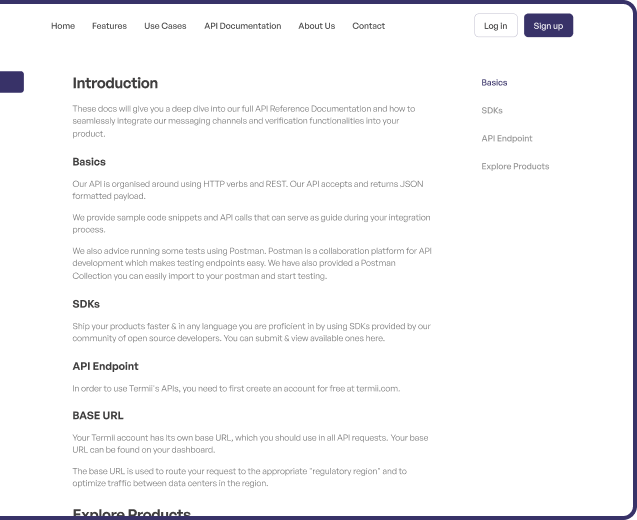 Home Features Use Cases API Documentation About Us Contact Log in Sign up
Introduction
These docs will give you a deep dive into our full API Reference Documentation and how to
seamlessly integrate our messaging channels and verification functionalities into your
product.
Basics
Our API is organised around using HTTP verbs and REST. Our API accepts and returns JSON
formatted payload.
We provide sample code snippets and API calls that can serve as guide during your integration
process.
We also advice running some tests using Postman. Postman is a collaboration platform for API
development which makes testing endpoints easy. We have also provided a Postman
Collection you can easily import to your postman and start testing.
SDKs
Ship your products faster & in any language you are proficient in by using SDKs provided by our
community of open source developers. You can submit & view available ones here.
API Endpoint
In order to use Termii's APIs, you need to first create an account for free at termii.com.
BASE URL
Your Termii account has its own base URL, which you should use in all API requests. Your base
URL can be found on your dashboard.
The base URL is used to route your request to the appropriate "regulatory region" and to
optimize traffic between data centers in the region.
Explore Products
Basics
SDKs
API Endpoint
Explore Products